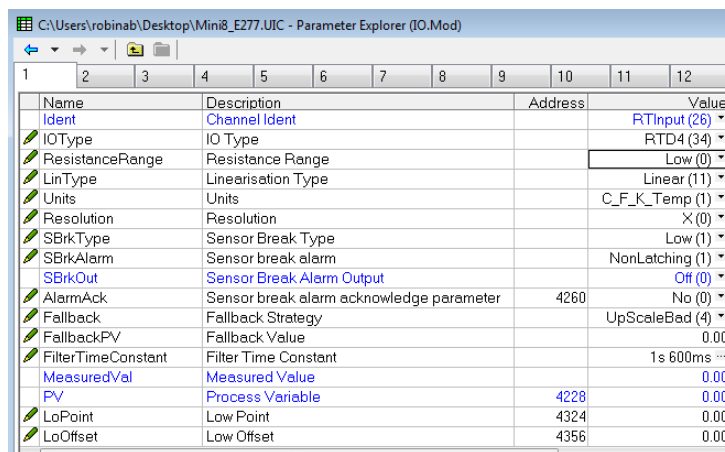 C:\Users\robinab\Desktop\Mini8_E277.UIC - Parameter Explorer (IO.Mod)
1 2 3 4 5 6 7 8 9 10 11 12
Name Description Address Value
Ident Channel Ident RTInput (26)
IOType IO Type RTD4 (34)
ResistanceRange Resistance Range Low (0)
LinType Linearisation Type Linear (11)
Units Units C_F_K_Temp (1)
Resolution Resolution X (0)
SBrkType Sensor Break Type Low (1)
SBrkAlarm Sensor break alarm NonLatching (1)
SBrkOut Sensor Break Alarm Output Off (0)
AlarmAck Sensor break alarm acknowledge parameter 4260 No (0)
Fallback Fallback Strategy UpScaleBad (4)
FallbackPV Fallback Value 0.00
FilterTimeConstant Filter Time Constant 1s 600ms ...
MeasuredVal Measured Value 0.00
PV Process Variable 4228 0.00
LoPoint Low Point 4324 0.00
LoOffset Low Offset 4356 0.00